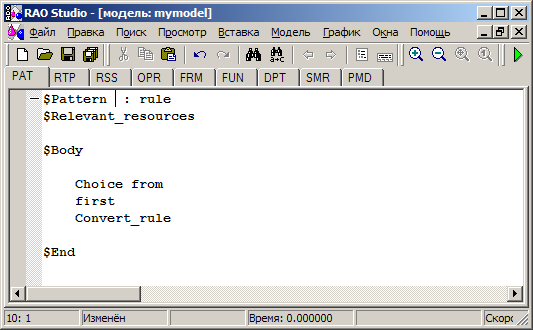 RAO Studio - [модель: mymodel]
Файл Правка Поиск Просмотр Вставка Модель График Окна Помощь
PAT RTP RSS OPR FRM FUN DPT SMR PMD
$Pattern : rule
$Relevant_resources
$Body
Choice from
first
Convert_rule
$End
10: 1 Изменён Время: 0.000000 Скоро